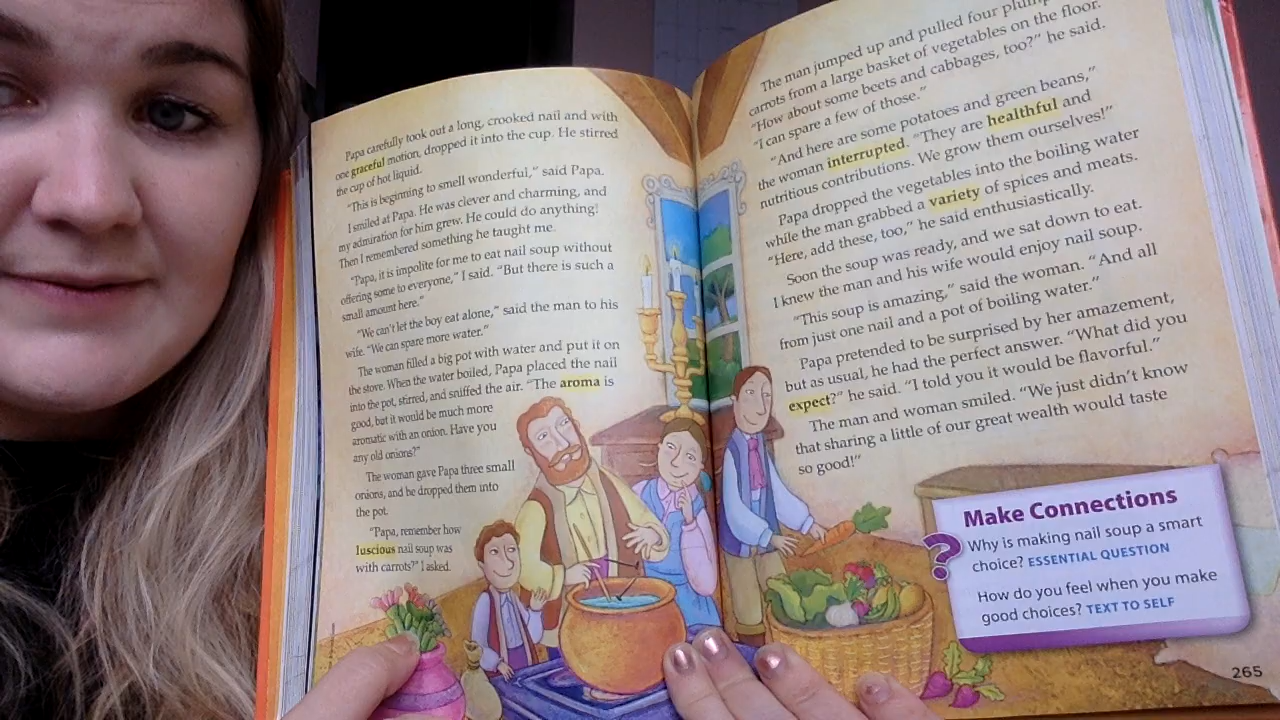 Papa carefully took out a long, crooked nail and with
one graceful motion, dropped it into the cup. He stirred
the cup of hot liquid.
"This is beginning to smell wonderful," said Papa.
I smiled at Papa. He was clever and charming, and
my admiration for him grew. He could do anything!
Then I remembered something he taught me.
"Papa, it is impolite for me to eat nail soup without
offering some to everyone," I said. "But there is such a
small amount here."
"We can't let the boy eat alone," said the man to his
wife. "We can spare more water."
The woman filled a big pot with water and put it on
the stove. When the water boiled, Papa placed the nail
into the pot, stirred, and sniffed the air. "The aroma is
good, but it would be much more
aromatic with an onion. Have you
any old onions?"
The woman gave Papa three small
onions, and he dropped them into
the pot.
"Papa, remember how
luscious nail soup was
with carrots?" I asked.
The man jumped up and pulled four plump
carrots from a large basket of vegetables on the floor.
"How about some beets and cabbages, too?" he said.
"I can spare a few of those."
"And here are some potatoes and green beans,"
the woman interrupted. "They are healthful and
nutritious contributions. We grow them ourselves!"
Papa dropped the vegetables into the boiling water
while the man grabbed a variety of spices and meats.
"Here, add these, too," he said enthusiastically.
Soon the soup was ready, and we sat down to eat.
I knew the man and his wife would enjoy nail soup.
"This soup is amazing," said the woman. "And all
from just one nail and a pot of boiling water."
Papa pretended to be surprised by her amazement,
but as usual, he had the perfect answer. "What did you
expect?" he said. "I told you it would be flavorful."
The man and woman smiled. "We just didn't know
that sharing a little of our great wealth would taste
so good!"
?
Make Connections
Why is making nail soup a smart
choice? ESSENTIAL QUESTION
How do you feel when you make
good choices? TEXT TO SELF
265